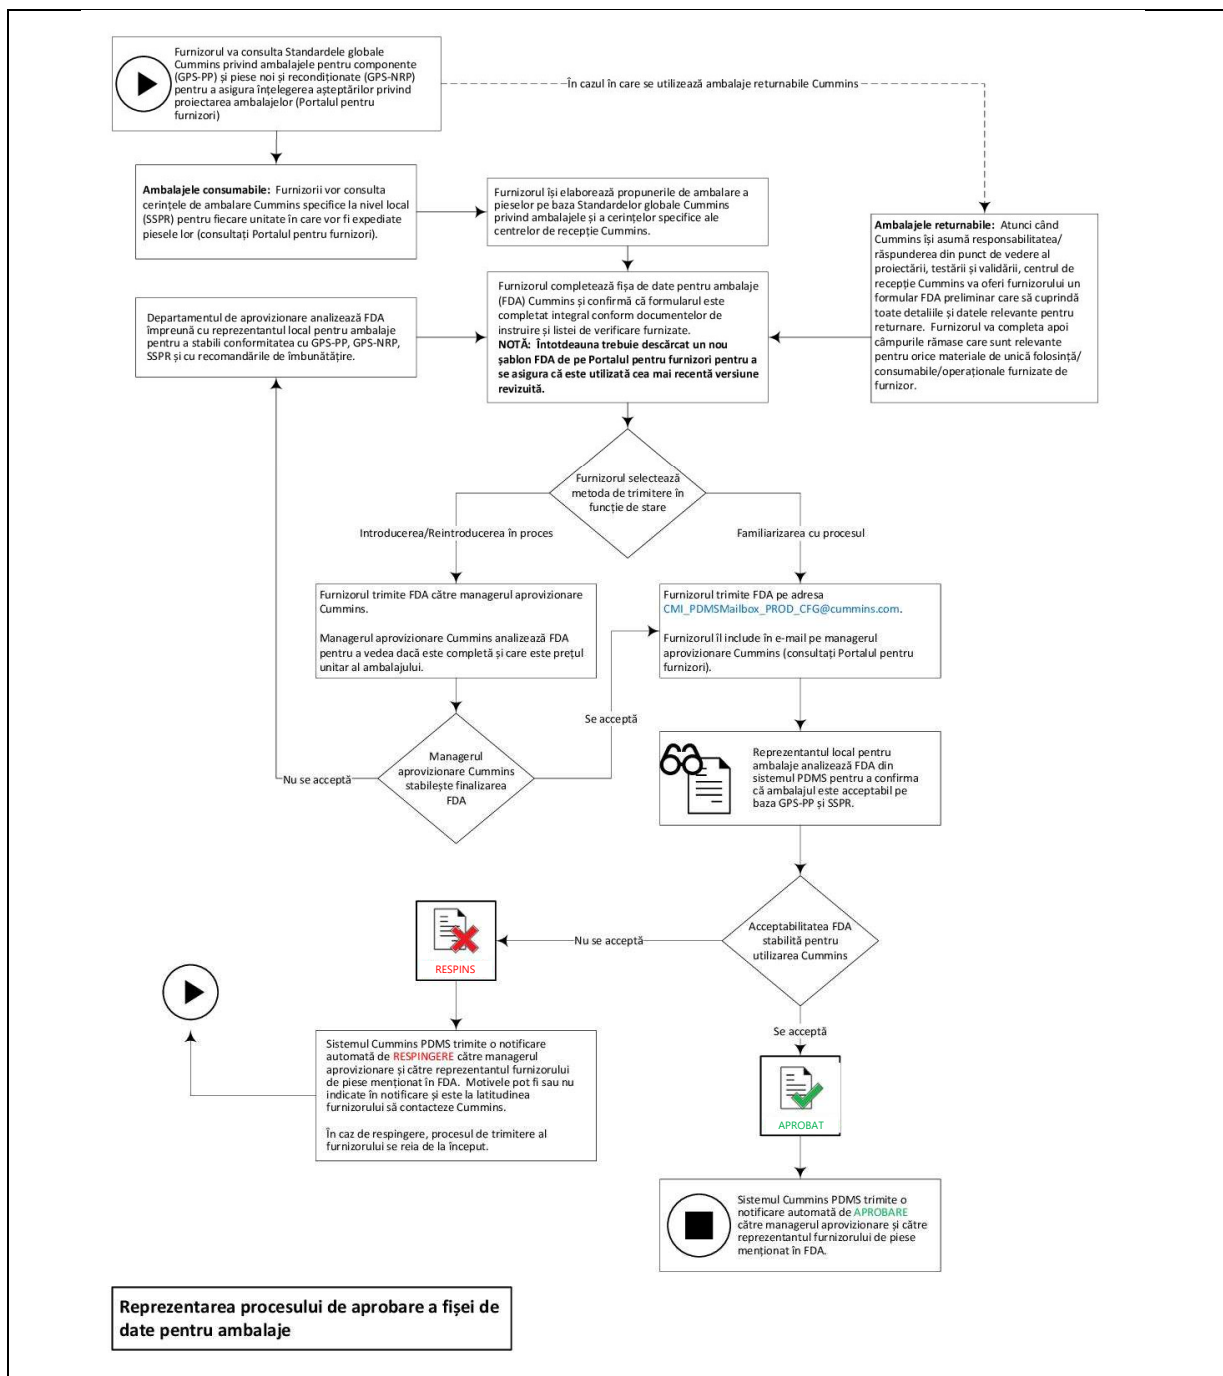 Furnizorul va consulta Standardele globale
Cummins privind ambalajele pentru componente
(GPS-PP) și piese noi și recondiționate (GPS-NRP)
pentru a asigura înțelegerea așteptărilor privind
proiectarea ambalajelor (Portalul pentru
furnizori)
În cazul în care se utilizează ambalaje returnabile Cummins
Ambalajele consumabile: Furnizorii vor consulta
cerințele de ambalare Cummins specifice la nivel local
(SSPR) pentru fiecare unitate în care vor fi expediate
piesele lor (consultați Portalul pentru furnizori).
Furnizorul își elaborează propunerile de ambalare a
pieselor pe baza Standardelor globale Cummins
privind ambalajele și a cerințelor specifice ale
centrelor de recepție Cummins.
Ambalajele returnabile: Atunci când
Cummins își asumă responsabilitatea/
răspunderea din punct de vedere al
proiectării, testării și validării, centrul de
recepție Cummins va oferi furnizorului un
formular FDA preliminar care să cuprindă
toate detaliile și datele relevante pentru
returnare. Furnizorul va completa apoi
câmpurile rămase care sunt relevante
pentru orice materiale de unică folosință/
consumabile/operaționale furnizate de
furnizor.
Departamentul de aprovizionare analizează FDA
împreună cu reprezentantul local pentru ambalaje
pentru a stabili conformitatea cu GPS-PP, GPS-NRP,
SSPR și cu recomandările de îmbunătățire.
Furnizorul completează fișa de date pentru ambalaje
(FDA) Cummins și confirmă că formularul este
completat integral conform documentelor de
instruire și listei de verificare furnizate.
NOTĂ: Întotdeauna trebuie descărcat un nou
șablon FDA de pe Portalul pentru furnizori pentru a
se asigura că este utilizată cea mai recentă versiune
revizuită.
Furnizorul selectează
metoda de trimitere în
funcție de stare
Introducerea/Reintroducerea în proces
Familiarizarea cu procesul
Furnizorul trimite FDA către managerul aprovizionare
Cummins.
Managerul aprovizionare Cummins analizează FDA
pentru a vedea dacă este completă și care este prețul
unitar al ambalajului.
Furnizorul trimite FDA pe adresa
CMI_PDMSMailbox_PROD_CFG@cummins.com.
Furnizorul îl include în e-mail pe managerul
aprovizionare Cummins (consultați Portalul pentru
furnizori).
Se acceptă
Managerul
aprovizionare Cummins
stabilește finalizarea
FDA
Nu se acceptă
Reprezentantul local pentru
ambalaje analizează FDA din
sistemul PDMS pentru a confirma
că ambalajul este acceptabil pe
baza GPS-PP și SSPR.
Acceptabilitatea FDA
stabilită pentru
utilizarea Cummins
Nu se acceptă
RESPINS
Se acceptă
Sistemul Cummins PDMS trimite o notificare
automată de RESPINGERE către managerul
aprovizionare și către reprezentantul furnizorului
de piese menționat în FDA. Motivele pot fi sau nu
indicate în notificare și este la latitudinea
furnizorului să contacteze Cummins.
În caz de respingere, procesul de trimitere al
furnizorului se reia de la început.
APROBAT
Sistemul Cummins PDMS trimite o
notificare automată de APROBARE
către managerul aprovizionare și către
reprezentantul furnizorului de piese
menționat în FDA.
Reprezentarea procesului de aprobare a fișei de
date pentru ambalaje